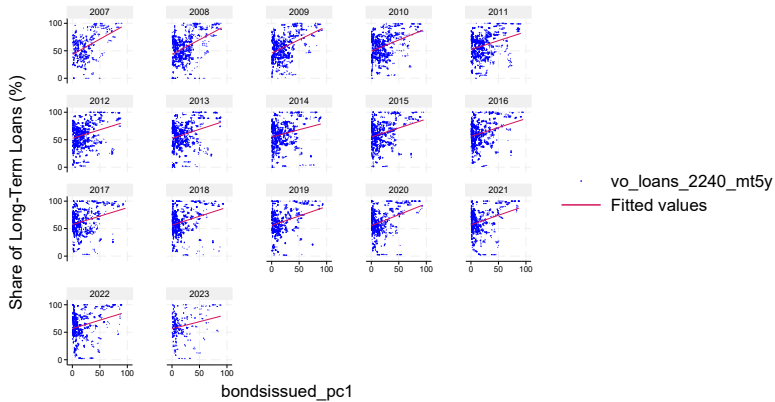 2007 2008 2009 2010 2011
100
50
0
2012 2013 2014 2015 2016
100
50
0
2017 2018 2019 2020 2021
100
50
0
0 50 100 0 50 100 0 50 100
2022 2023
100
50
0
0 50 100 0 50 100
Share of Long-Term Loans (%)
bondsissued_pc1
vo_loans_2240_mt5y
Fitted values